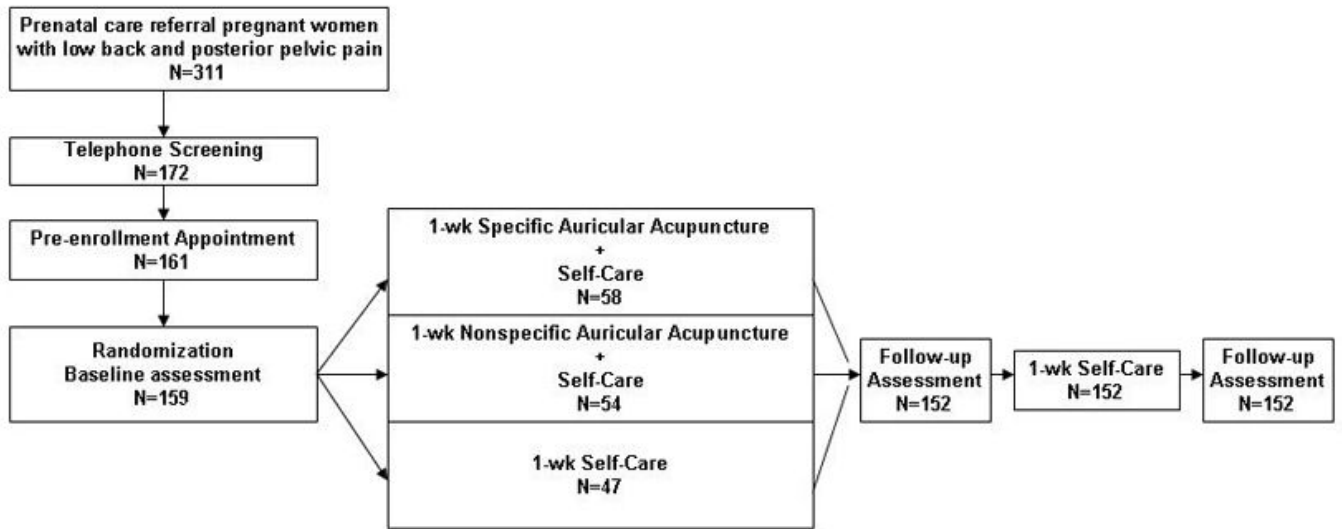 Prenatal care referral pregnant women
with low back and posterior pelvic pain
N=311
Telephone Screening
N=172
Pre-enrollment Appointment
N=161
Randomization
Baseline assessment
N=159
1-wk Specific Auricular Acupuncture
+
Self-Care
N=58
1-wk Nonspecific Auricular Acupuncture
+
Self-Care
N=54
1-wk Self-Care
N=47
Follow-up
Assessment
N=152
1-wk Self-Care
N=152
Follow-up
Assessment
N=152